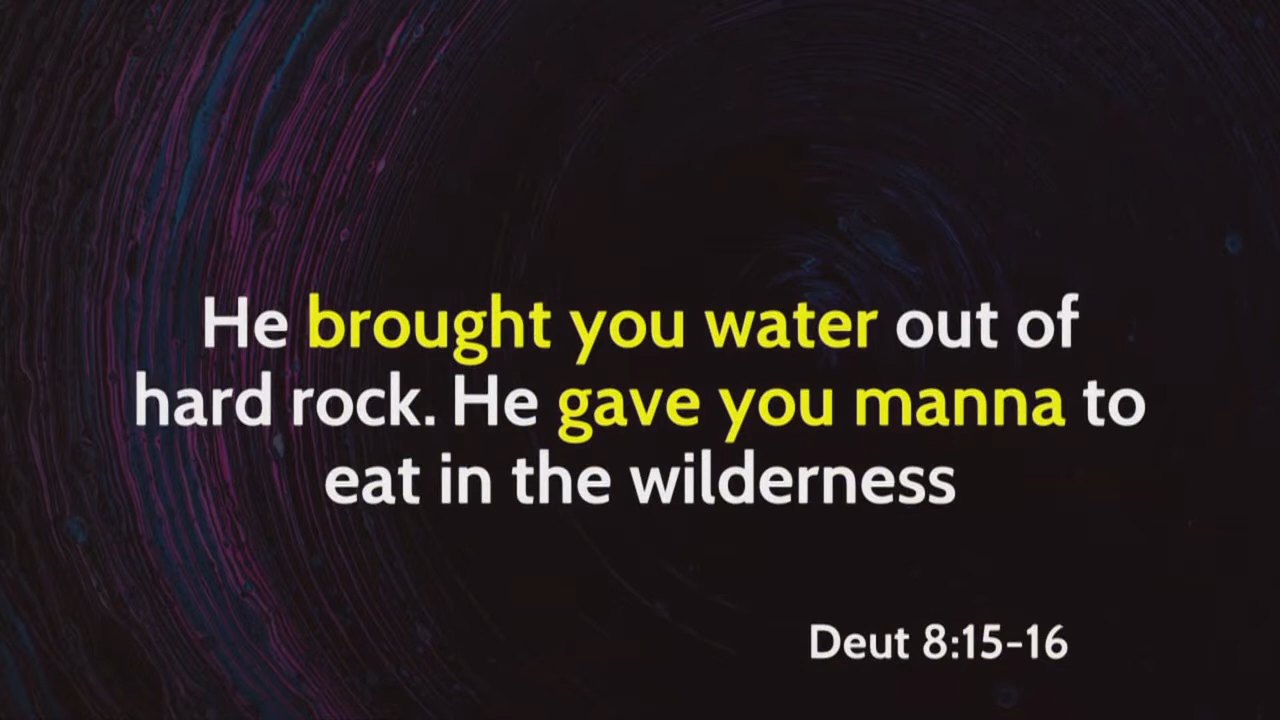 He brought you water out of
hard rock. He gave you manna to
eat in the wilderness
Deut 8:15-16